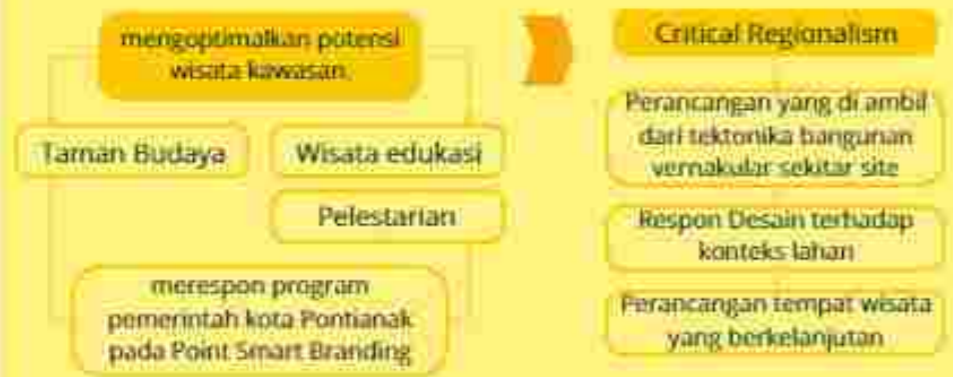 mengoptimalkan potensi
wisata kawasan.
Taman Budaya
Wisata edukasi
Pelestarian
merespon program
pemerintah kota Pontianak
pada Point Smart Branding
Critical Regionalism
Perancangan yang di ambil
dari tektonika bangunan
vernakular sekitar site
Respon Desain terhadap
konteks lahan
Perancangan tempat wisata
yang berkelanjutan